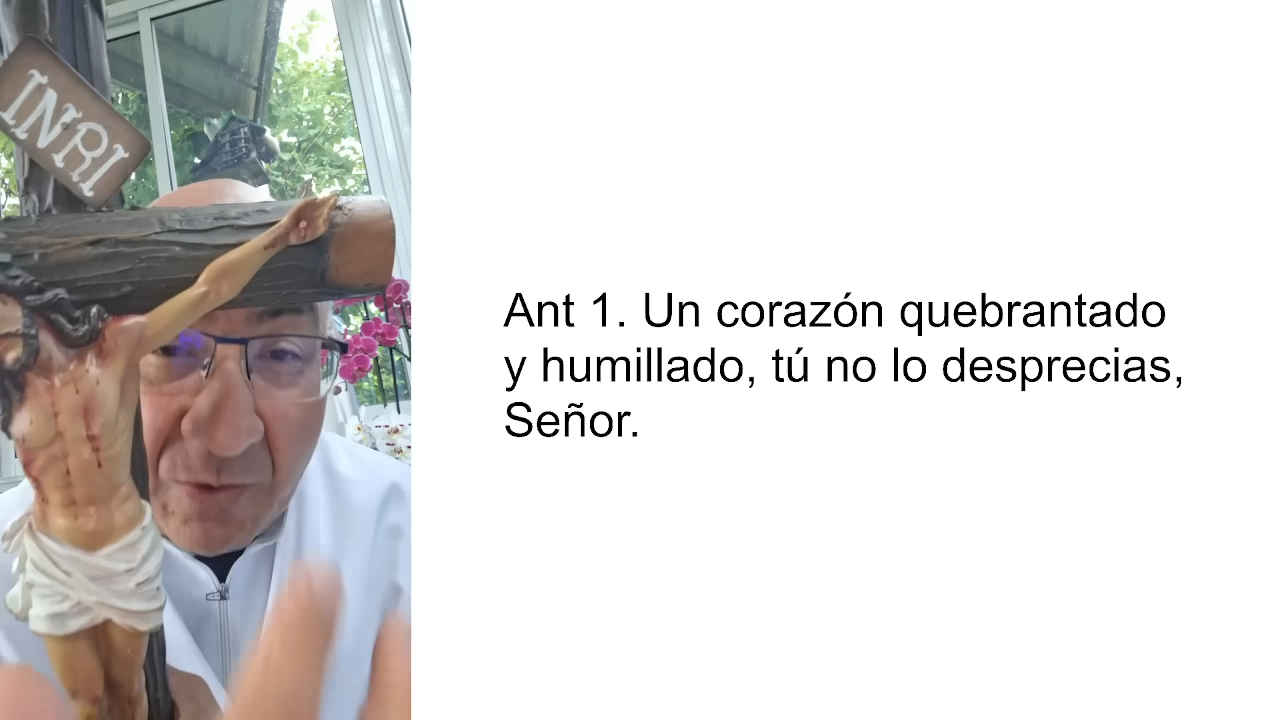 INRI
Ant 1. Un corazón quebrantado
y humillado, tú no lo desprecias,
Señor.